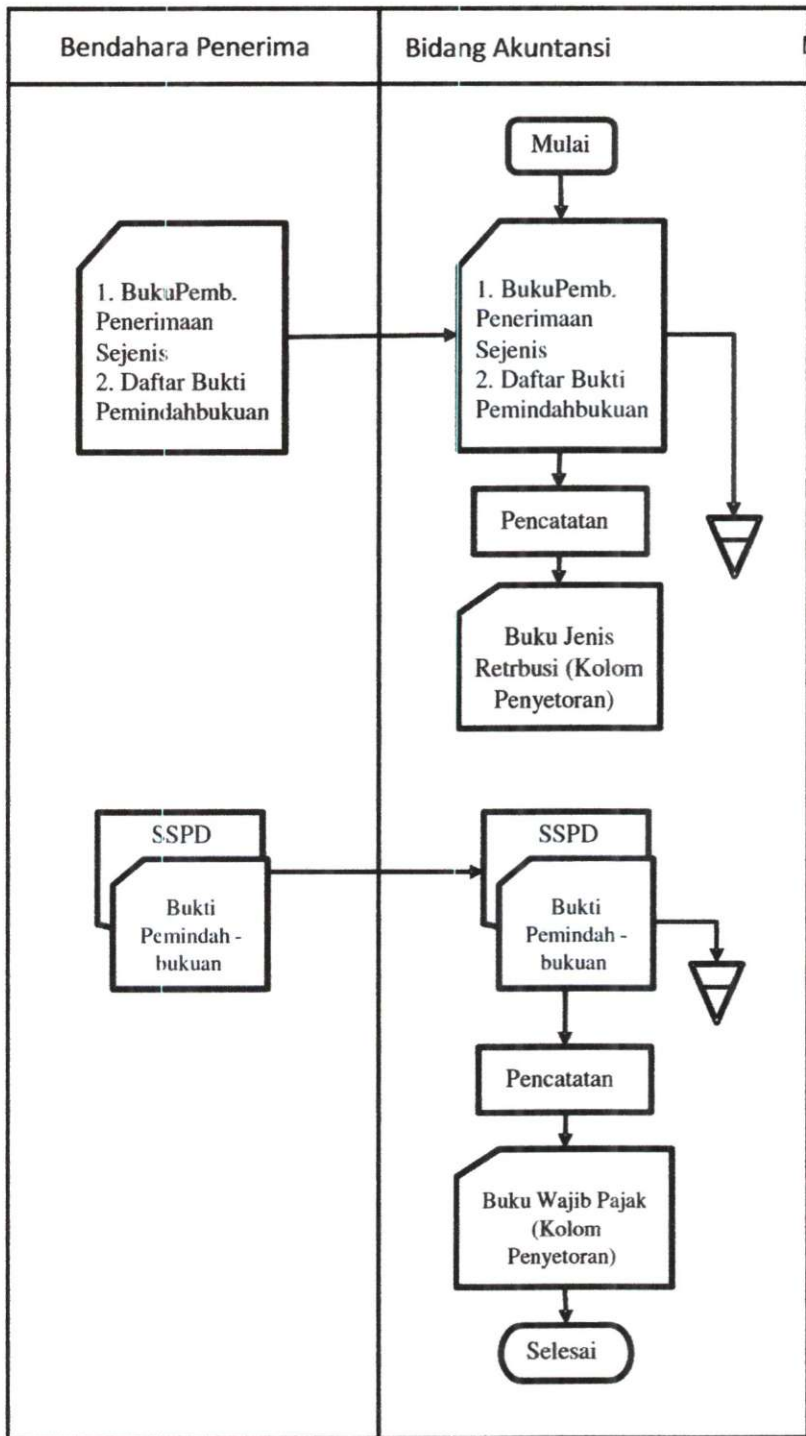 Bendahara Penerima
Bidang Akuntansi
Mulai
1. BukuPemb.
Penerimaan
Sejenis
2. Daftar Bukti
Pemindahbukuan
1. BukuPemb.
Penerimaan
Sejenis
2. Daftar Bukti
Pemindahbukuan
Pencatatan
Buku Jenis
Retrbusi (Kolom
Penyetoran)
SSPD
Bukti
Pemindah -
bukuan
SSPD
Bukti
Pemindah -
bukuan
Pencatatan
Buku Wajib Pajak
(Kolom
Penyetoran)
Selesai